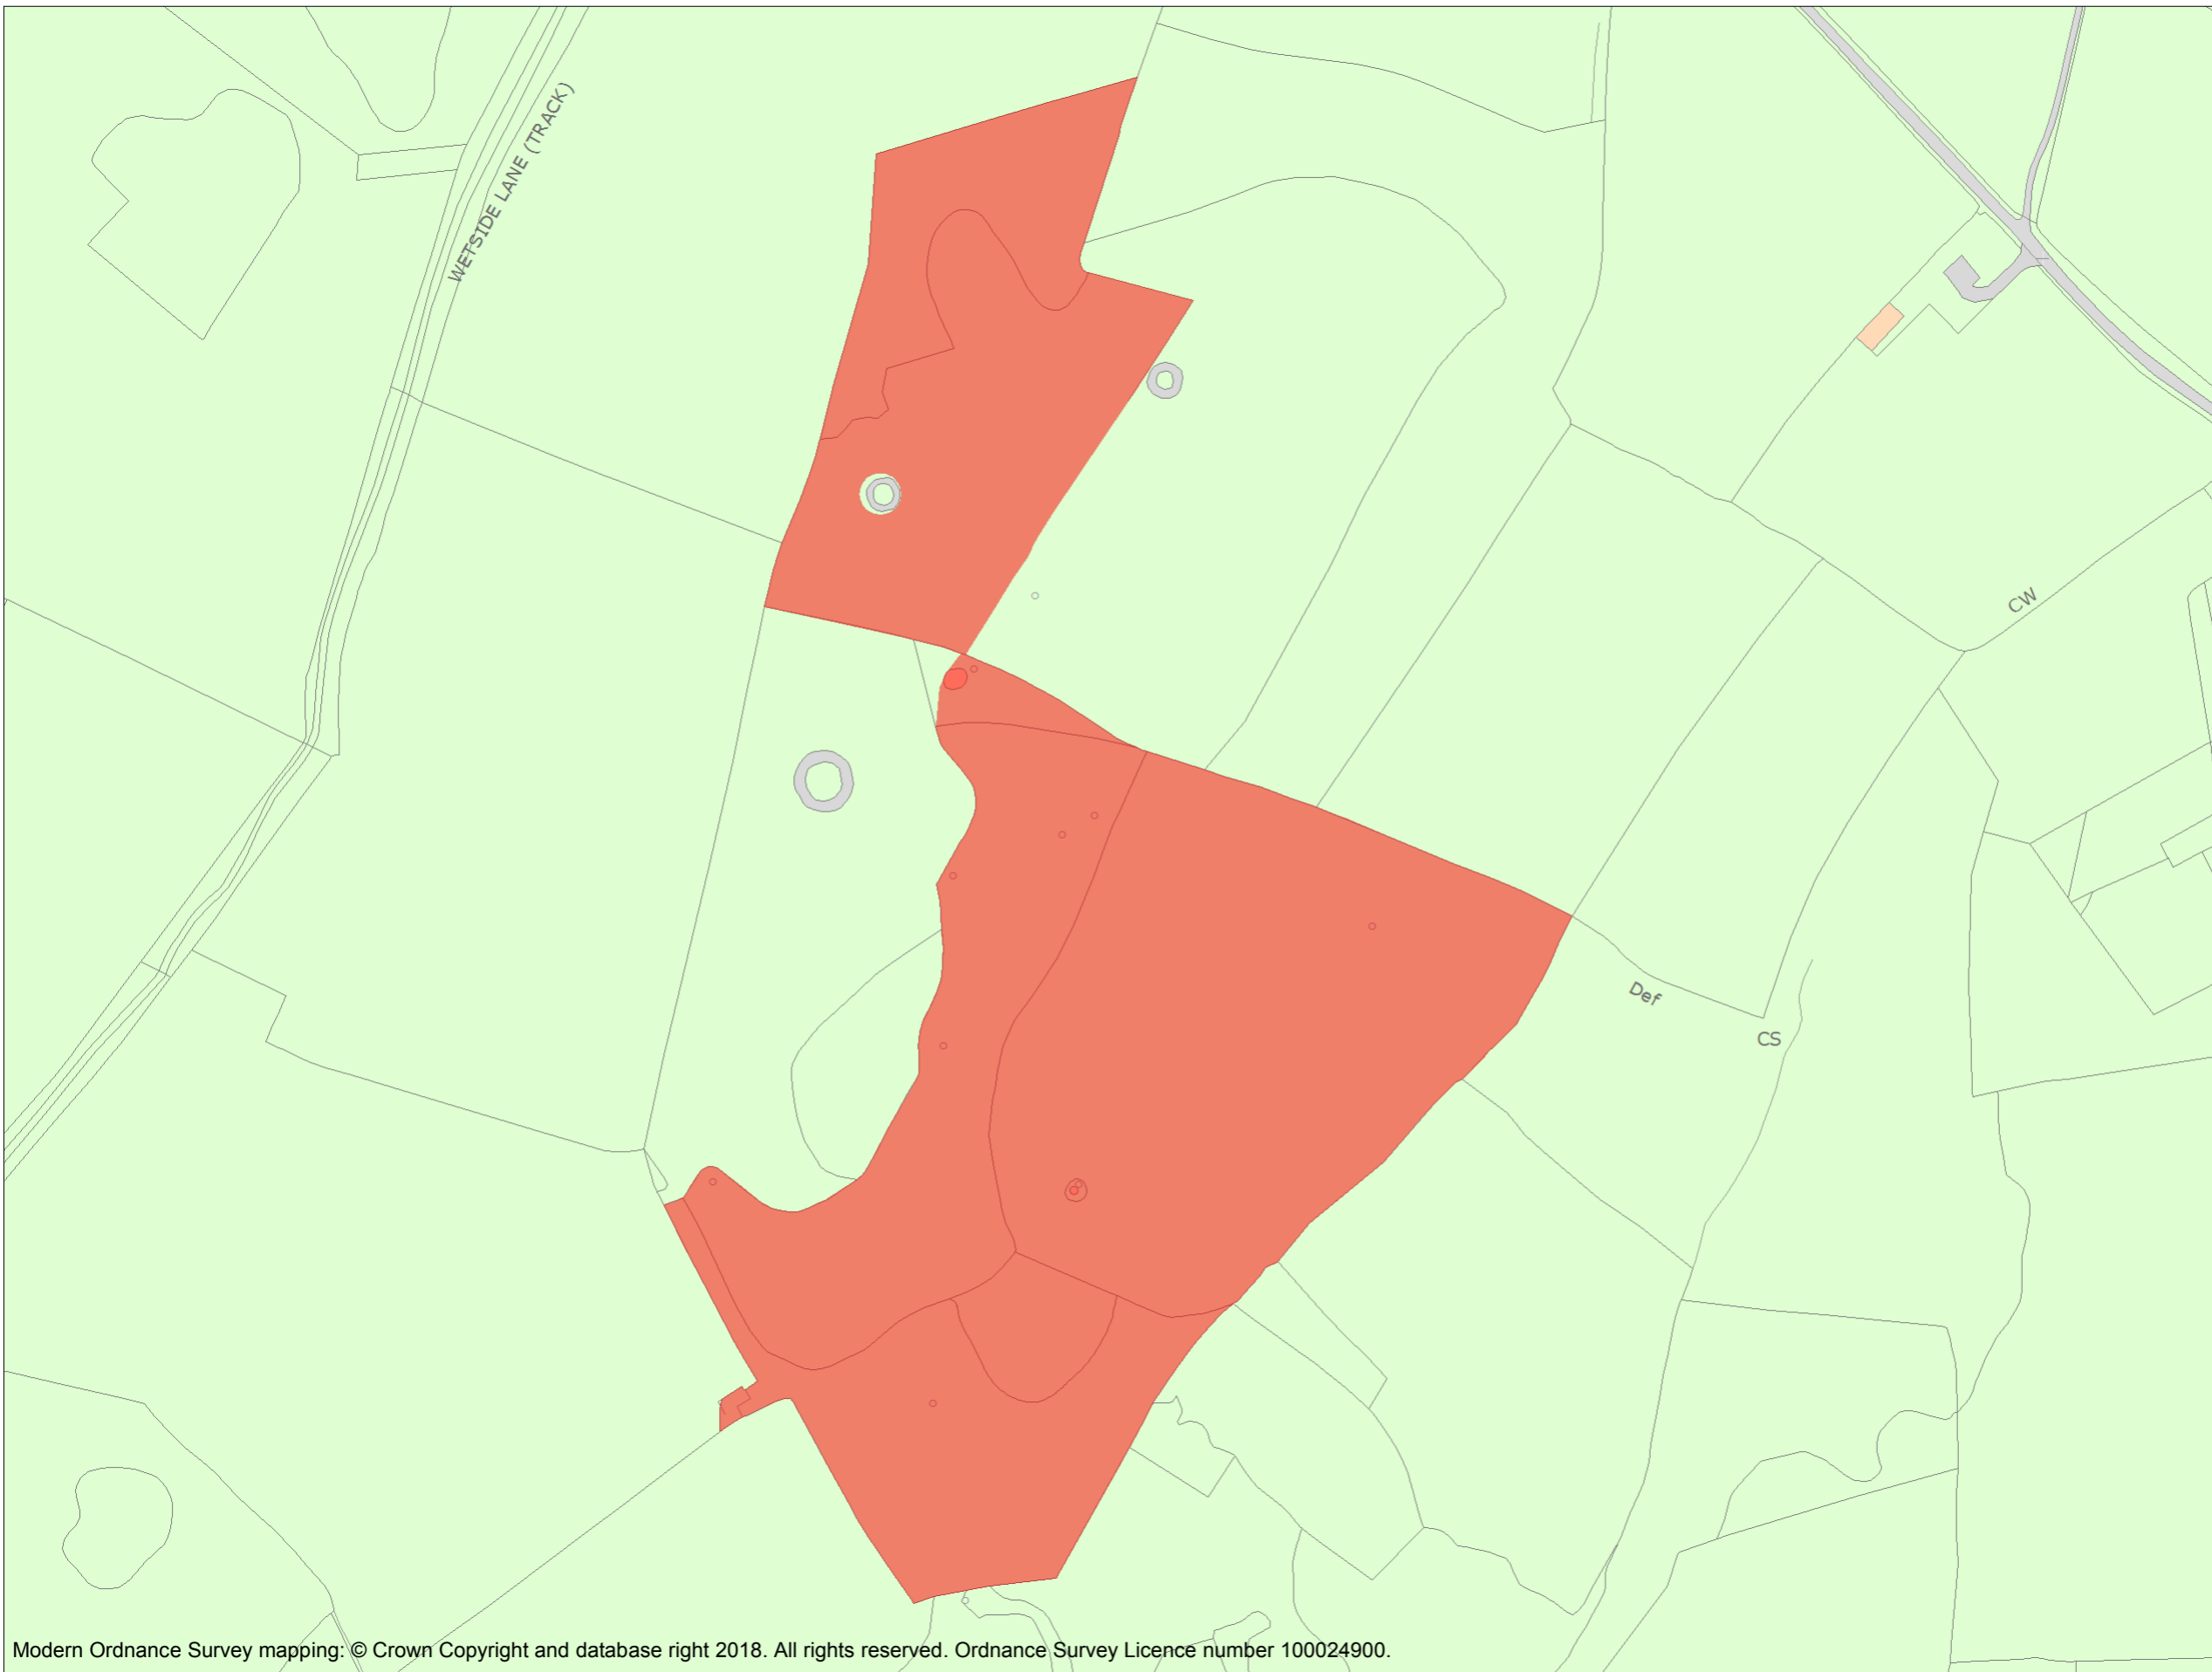 WETSIDE LANE (TRACK)
CW
Def
CS
Modern Ordnance Survey mapping: © Crown Copyright and database right 2018. All rights reserved. Ordnance Survey Licence number 100024900.